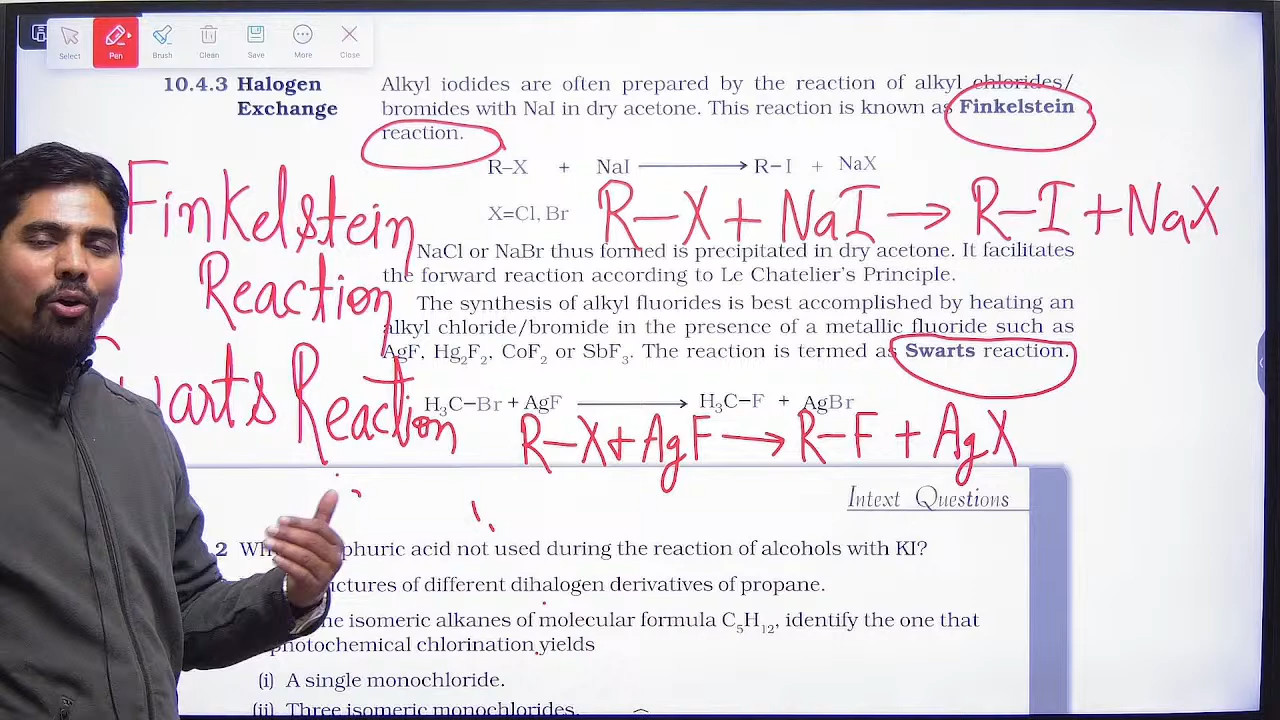 Select Pen Brush Clean Save More Close
10.4.3 Halogen Exchange
Alkyl iodides are often prepared by the reaction of alkyl chlorides/
bromides with NaI in dry acetone. This reaction is known as Finkelstein
reaction.
R–X + NaI ⟶ R–I + NaX
X=Cl, Br
R–X + NaI → R–I + NaX
Finkelstein
Reaction
NaCl or NaBr thus formed is precipitated in dry acetone. It facilitates
the forward reaction according to Le Chatelier's Principle.
The synthesis of alkyl fluorides is best accomplished by heating an
alkyl chloride/bromide in the presence of a metallic fluoride such as
AgF, Hg₂F₂, CoF₂ or SbF₃. The reaction is termed as Swarts reaction.
Swarts Reaction
H₃C–Br + AgF ⟶ H₃C–F + AgBr
R–X + AgF → R–F + AgX
Intext Questions
2 phuric acid not used during the reaction of alcohols with KI?
ctures of different dihalogen derivatives of propane.
ne isomeric alkanes of molecular formula C₅H₁₂, identify the one that
photochemical chlorination yields
(i) A single monochloride.
(ii) Three isomeric monochlorides.